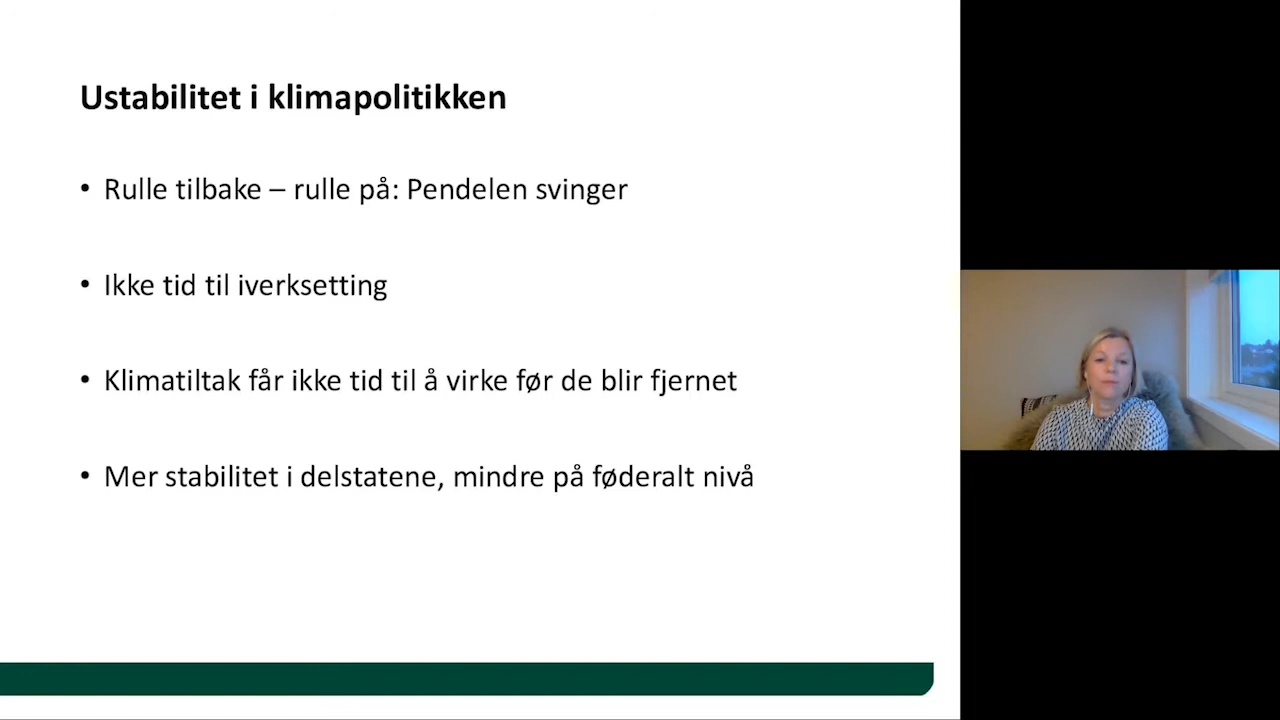 Ustabilitet i klimapolitikken
• Rulle tilbake – rulle på: Pendelen svinger
• Ikke tid til iverksetting
• Klimatiltak får ikke tid til å virke før de blir fjernet
• Mer stabilitet i delstatene, mindre på føderalt nivå